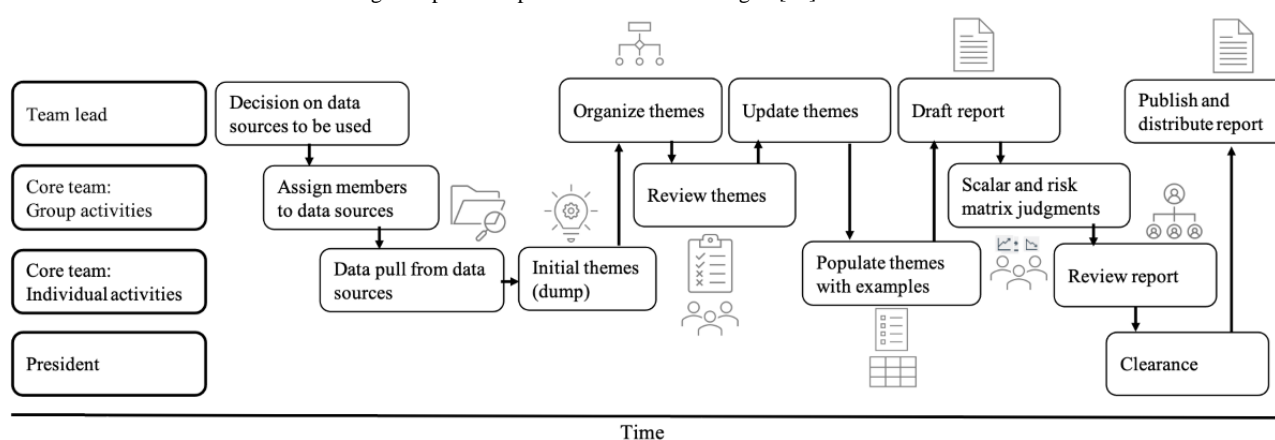 Team lead
Decision on data
sources to be used
Organize themes
Update themes
Draft report
Publish and
distribute report
Core team:
Group activities
Assign members
to data sources
Review themes
Scalar and risk
matrix judgments
Core team:
Individual activities
Data pull from data
sources
Initial themes
(dump)
Populate themes
with examples
Review report
President
Clearance
Time